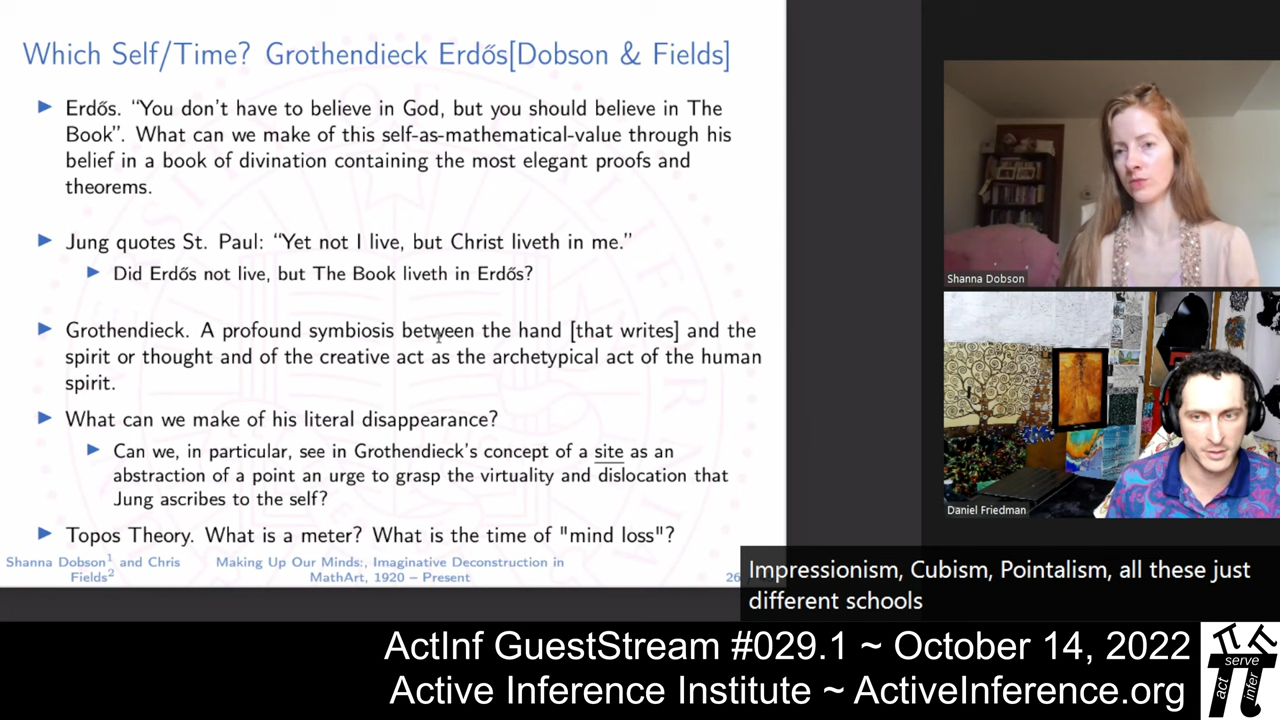 Which Self/Time? Grothendieck Erdős[Dobson & Fields]
Erdős. “You don’t have to believe in God, but you should believe in The
Book”. What can we make of this self-as-mathematical-value through his
belief in a book of divination containing the most elegant proofs and
theorems.
Jung quotes St. Paul: “Yet not I live, but Christ liveth in me.”
Did Erdős not live, but The Book liveth in Erdős?
Grothendieck. A profound symbiosis between the hand [that writes] and the
spirit or thought and of the creative act as the archetypical act of the human
spirit.
What can we make of his literal disappearance?
Can we, in particular, see in Grothendieck’s concept of a site as an
abstraction of a point an urge to grasp the virtuality and dislocation that
Jung ascribes to the self?
Topos Theory. What is a meter? What is the time of "mind loss"?
Shanna Dobson¹ and Chris
Fields²
Making Up Our Minds:, Imaginative Deconstruction in
MathArt, 1920 – Present
26
Shanna Dobson
Daniel Friedman
Impressionism, Cubism, Pointalism, all these just
different schools
ActInf GuestStream #029.1 ~ October 14, 2022
Active Inference Institute ~ ActiveInference.org
serve
act
infer